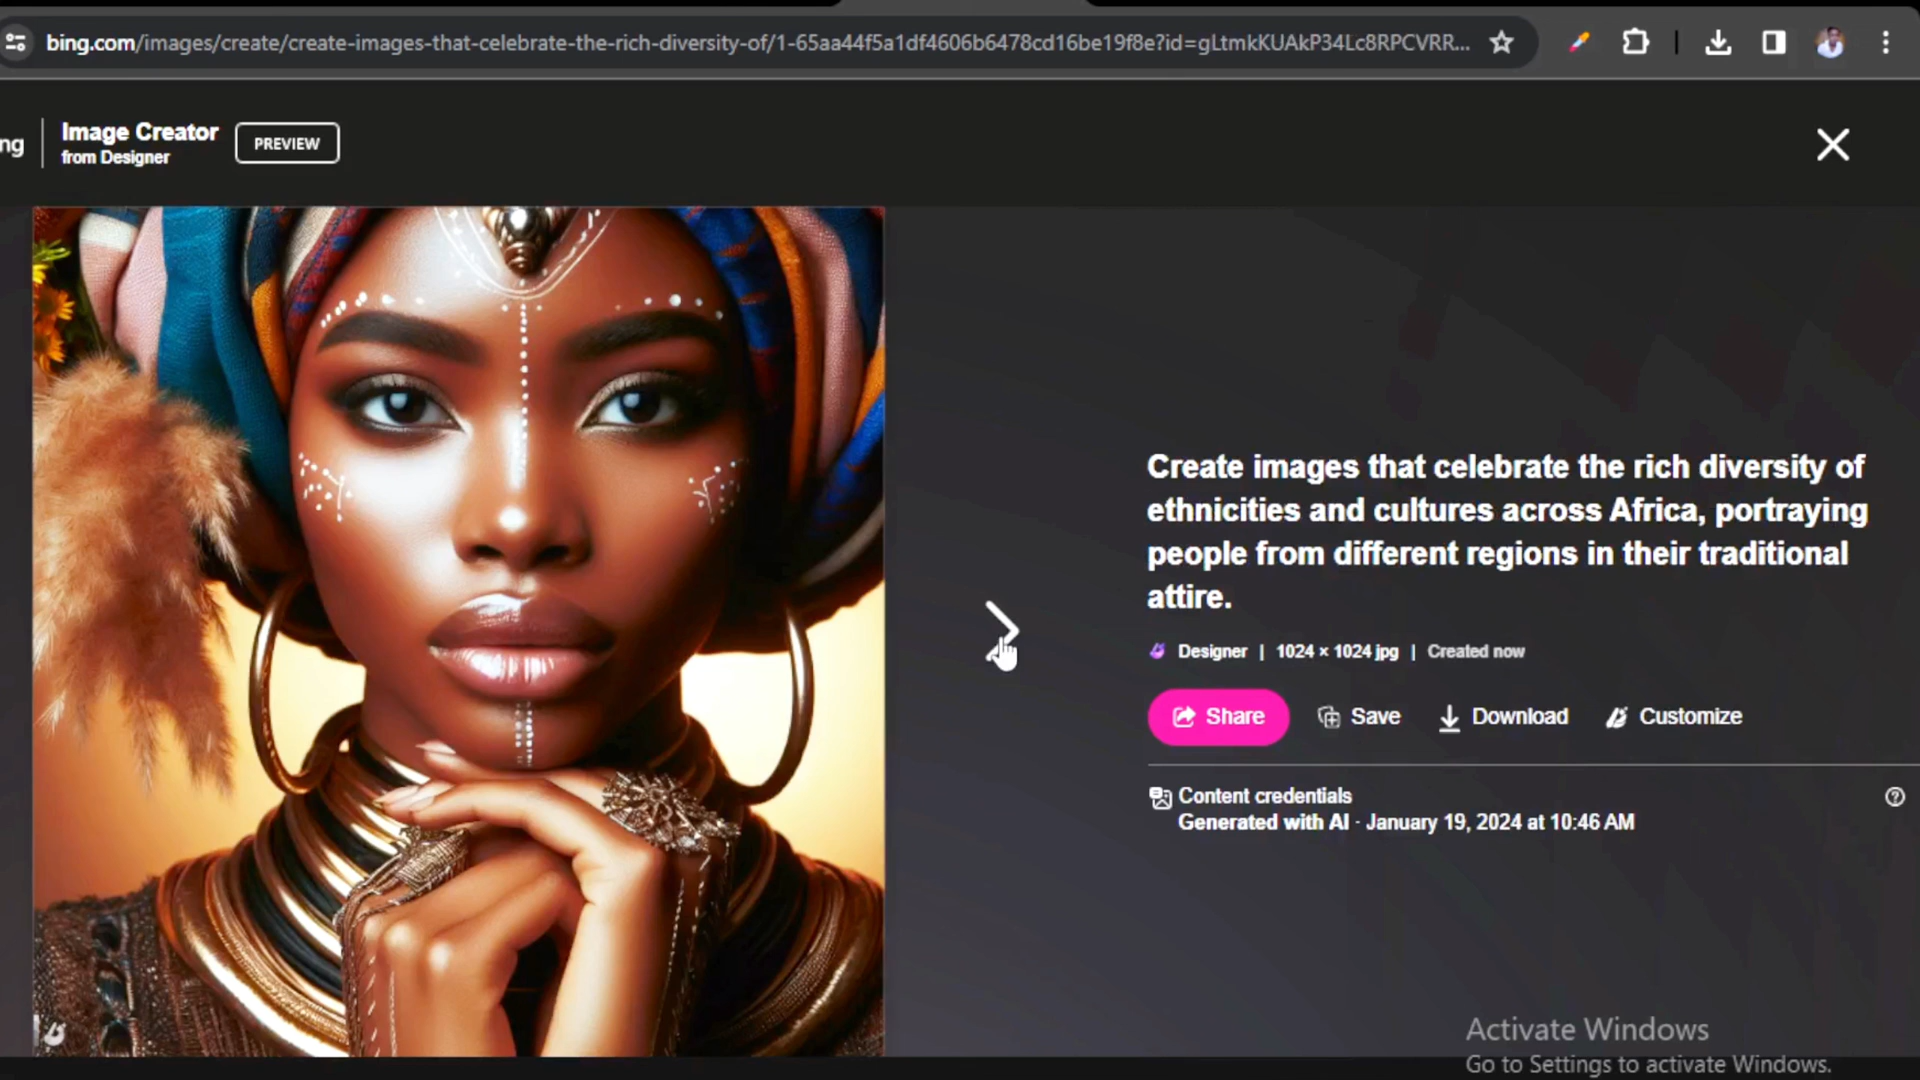 bing.com/images/create/create-images-that-celebrate-the-rich-diversity-of/1-65aa44f5a1df4606b6478cd16be19f8e?id=gLtmkKUAkP34Lc8RPCVRR...
ng
Image Creator
from Designer
PREVIEW
Create images that celebrate the rich diversity of
ethnicities and cultures across Africa, portraying
people from different regions in their traditional
attire.
Designer | 1024 × 1024 jpg | Created now
Share Save Download Customize
Content credentials
Generated with AI · January 19, 2024 at 10:46 AM
Activate Windows
Go to Settings to activate Windows.